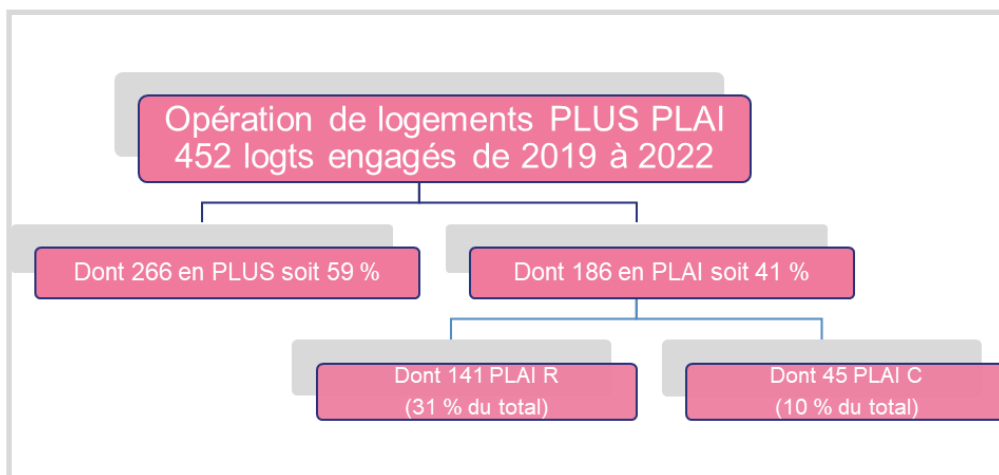 Opération de logements PLUS PLAI
452 logts engagés de 2019 à 2022
Dont 266 en PLUS soit 59 %
Dont 186 en PLAI soit 41 %
Dont 141 PLAI R
(31 % du total)
Dont 45 PLAI C
(10 % du total)